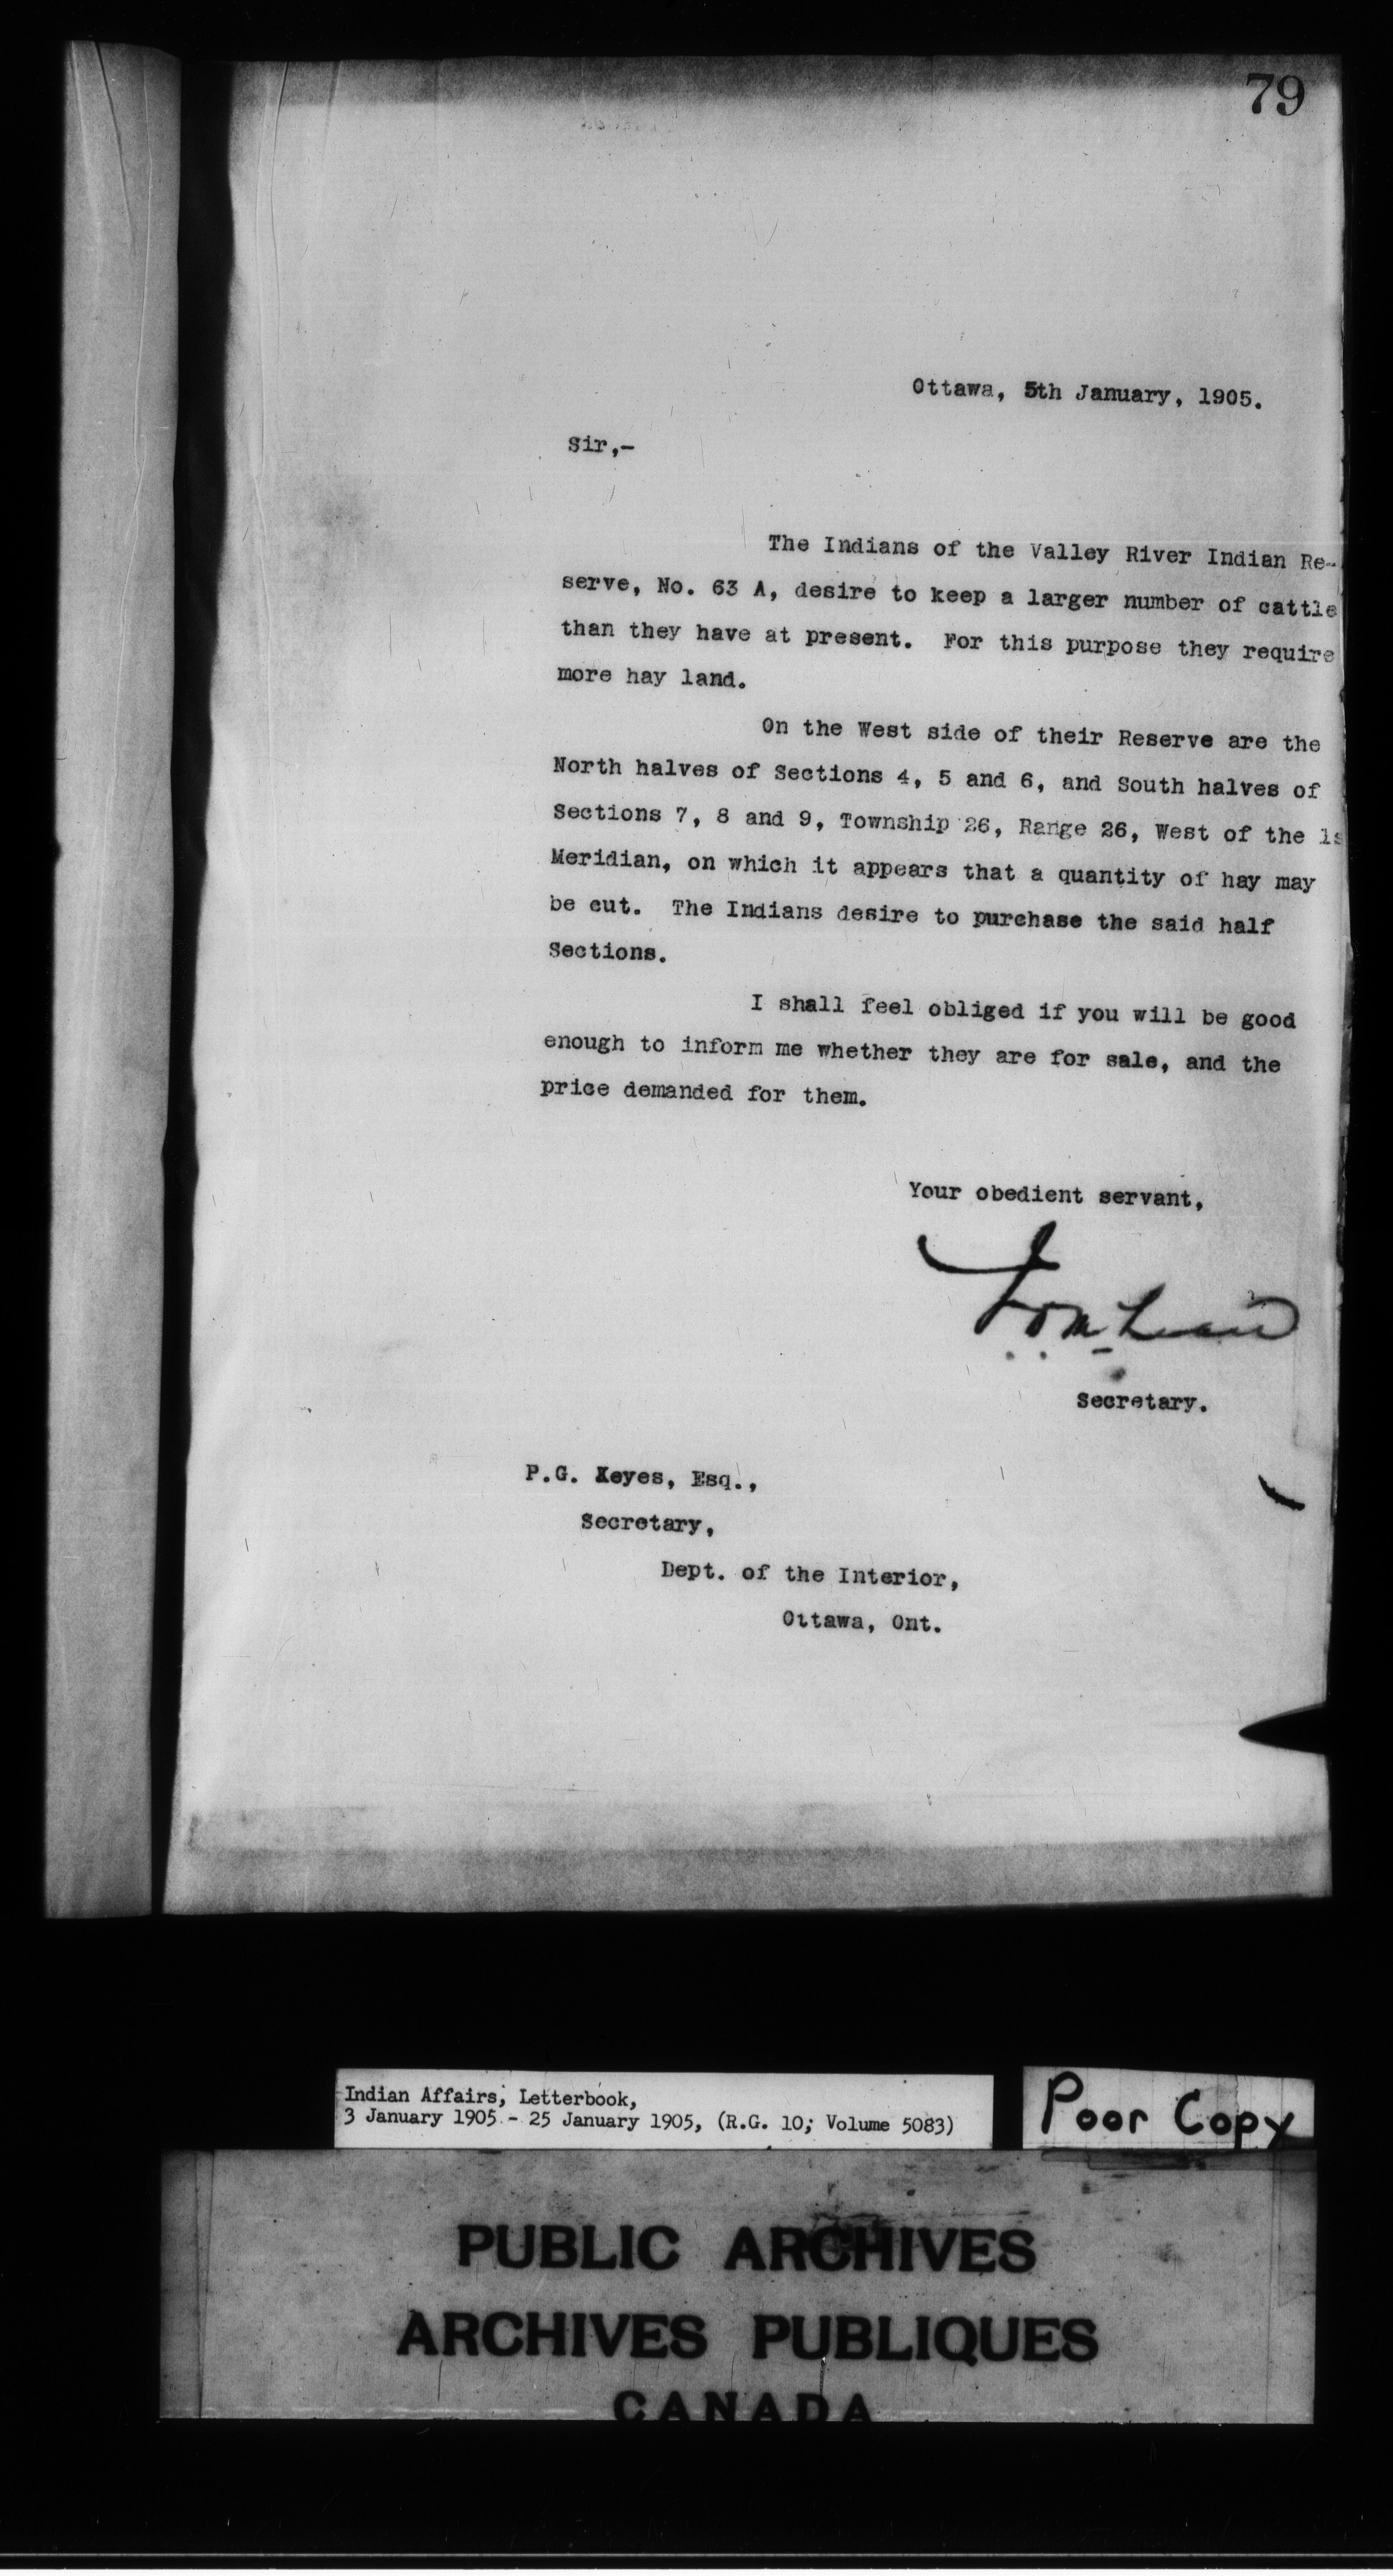 79
Ottawa, 5th January, 1905.
Sir,-
The Indians of the Valley River Indian Re-
serve, No. 63 A, desire to keep a larger number of cattle
than they have at present. For this purpose they require
more hay land.
On the West side of their Reserve are the
North halves of Sections 4, 5 and 6, and South halves of
Sections 7, 8 and 9, Township 26, Range 26, West of the 1s
Meridian, on which it appears that a quantity of hay may
be cut. The Indians desire to purchase the said half
Sections.
I shall feel obliged if you will be good
enough to inform me whether they are for sale, and the
price demanded for them.
Your obedient servant,
Secretary.
P.G. Keyes, Esq.,
Secretary,
Dept. of the Interior,
Ottawa, Ont.
Indian Affairs, Letterbook,
3 January 1905 - 25 January 1905, (R.G. 10; Volume 5083)
Poor Copy
PUBLIC ARCHIVES
ARCHIVES PUBLIQUES
CANADA